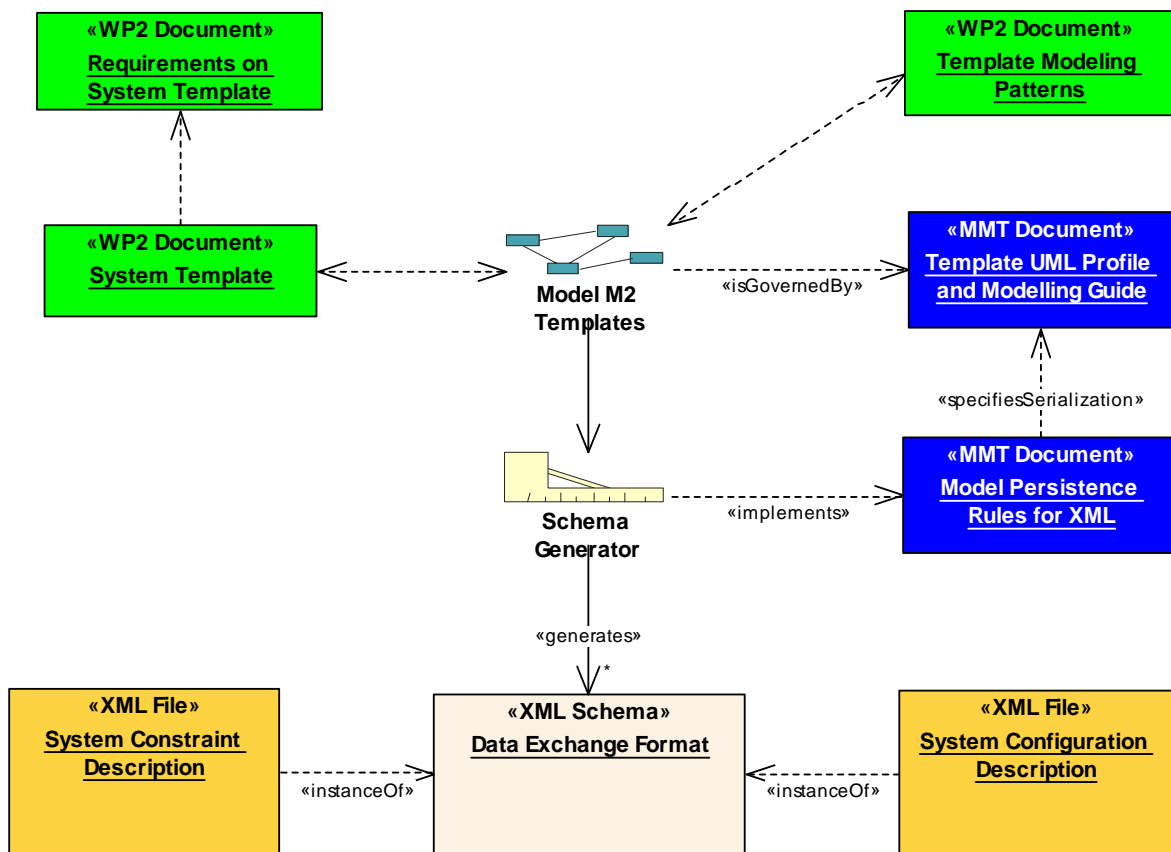 «WP2 Document»
Requirements on
System Template
«WP2 Document»
Template Modeling
Patterns
«WP2 Document»
System Template
Model M2
Templates
«isGovernedBy»
«MMT Document»
Template UML Profile
and Modelling Guide
«specifiesSerialization»
Schema
Generator
«implements»
«MMT Document»
Model Persistence
Rules for XML
«generates»
*
«XML File»
System Constraint
Description
«instanceOf»
«XML Schema»
Data Exchange Format
«instanceOf»
«XML File»
System Configuration
Description